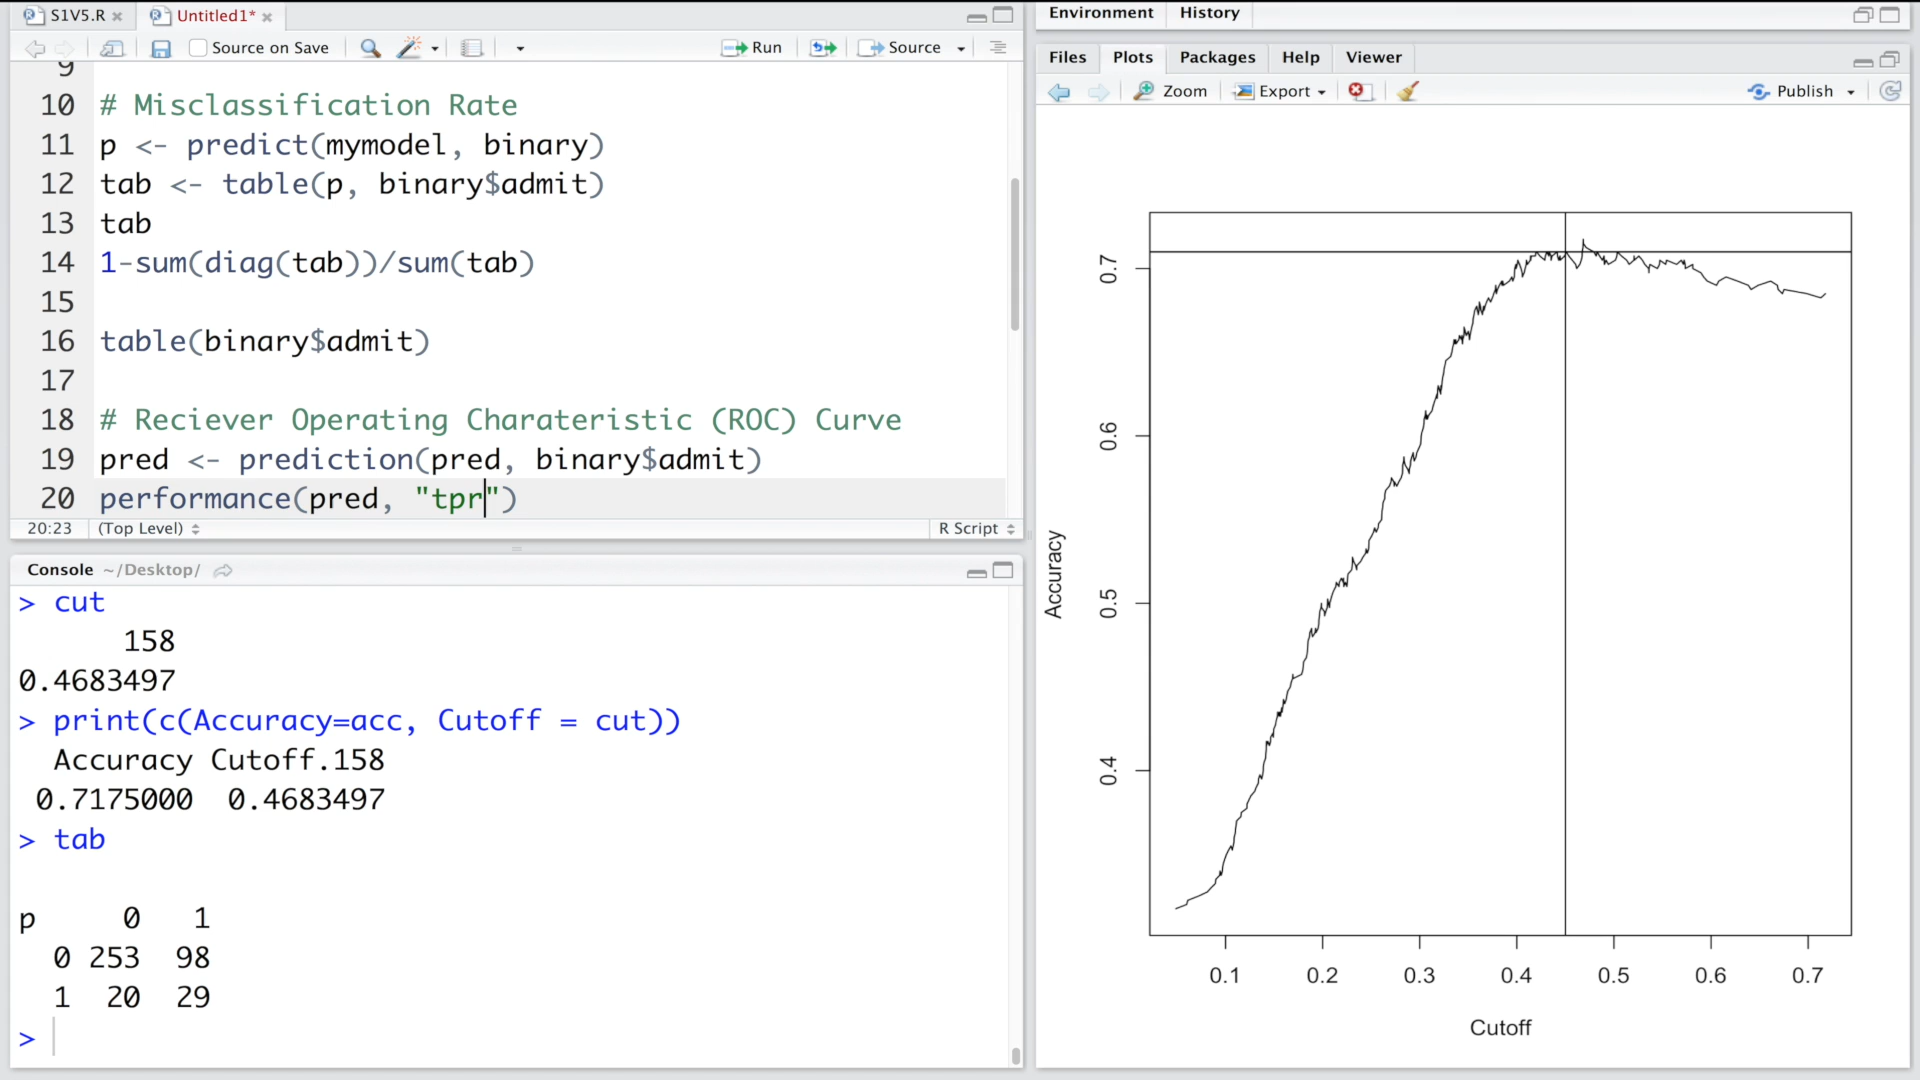 S1V5.R
Untitled1*
Source on Save
Run
Source
9
10 # Misclassification Rate
11 p <- predict(mymodel, binary)
12 tab <- table(p, binary$admit)
13 tab
14 1-sum(diag(tab))/sum(tab)
15
16 table(binary$admit)
17
18 # Reciever Operating Charateristic (ROC) Curve
19 pred <- prediction(pred, binary$admit)
20 performance(pred, "tpr")
20:23 (Top Level) R Script
Console ~/Desktop/
> cut
158
0.4683497
> print(c(Accuracy=acc, Cutoff = cut))
Accuracy Cutoff.158
0.7175000 0.4683497
> tab
p 0 1
0 253 98
1 20 29
>
Environment History
Files Plots Packages Help Viewer
Zoom Export Publish
0.7
0.6
0.5
0.4
Accuracy
0.1 0.2 0.3 0.4 0.5 0.6 0.7
Cutoff